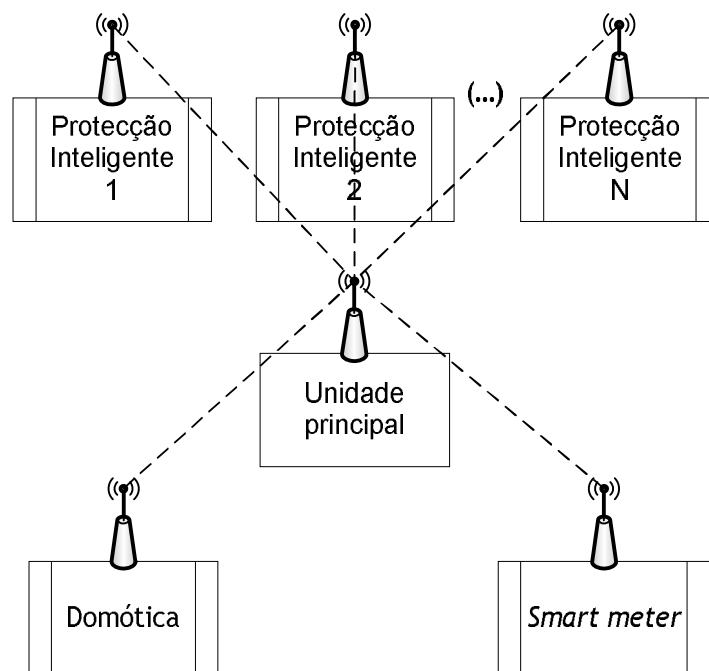 (...)
Protecção
Inteligente
1
Protecção
Inteligente
2
Protecção
Inteligente
N
Unidade
principal
Domótica
Smart meter